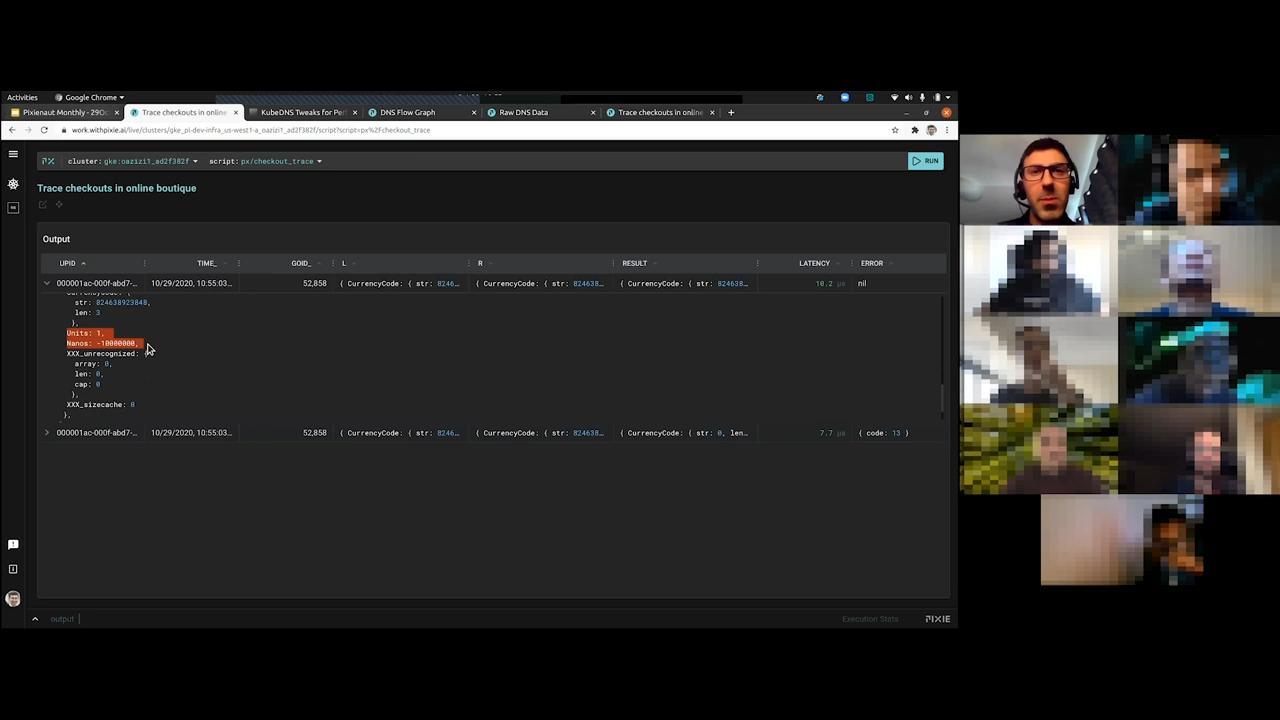 Activities
Google Chrome
Pixienaut Monthly - 29Oc
Trace checkouts in online
KubeDNS Tweaks for Per
DNS Flow Graph
Raw DNS Data
Trace checkouts in online
work.withpixie.ai/live/clusters/gke_pl-dev-infra_us-west1-a_oazizi1_ad2f382f/script?script=px%2Fcheckout_trace
cluster: gke:oazizi1_ad2f382f
script: px/checkout_trace
RUN
Trace checkouts in online boutique
Output
UPID TIME_ GOID_ L R RESULT LATENCY ERROR
000001ac-000f-abd7-... 10/29/2020, 10:55:03... 52,858 { CurrencyCode: { str: 8246... { CurrencyCode: { str: 824638... { CurrencyCode: { str: 824638... 10.2 µs nil
str: 824638923848,
len: 3
},
Units: 1,
Nanos: -10000000,
XXX_unrecognized: {
array: 0,
len: 0,
cap: 0
},
XXX_sizecache: 0
},
000001ac-000f-abd7-... 10/29/2020, 10:55:03... 52,858 { CurrencyCode: { str: 8246... { CurrencyCode: { str: 824638... { CurrencyCode: { str: 0, len... 7.7 µs { code: 13 }
output
Execution Stats
PIXIE